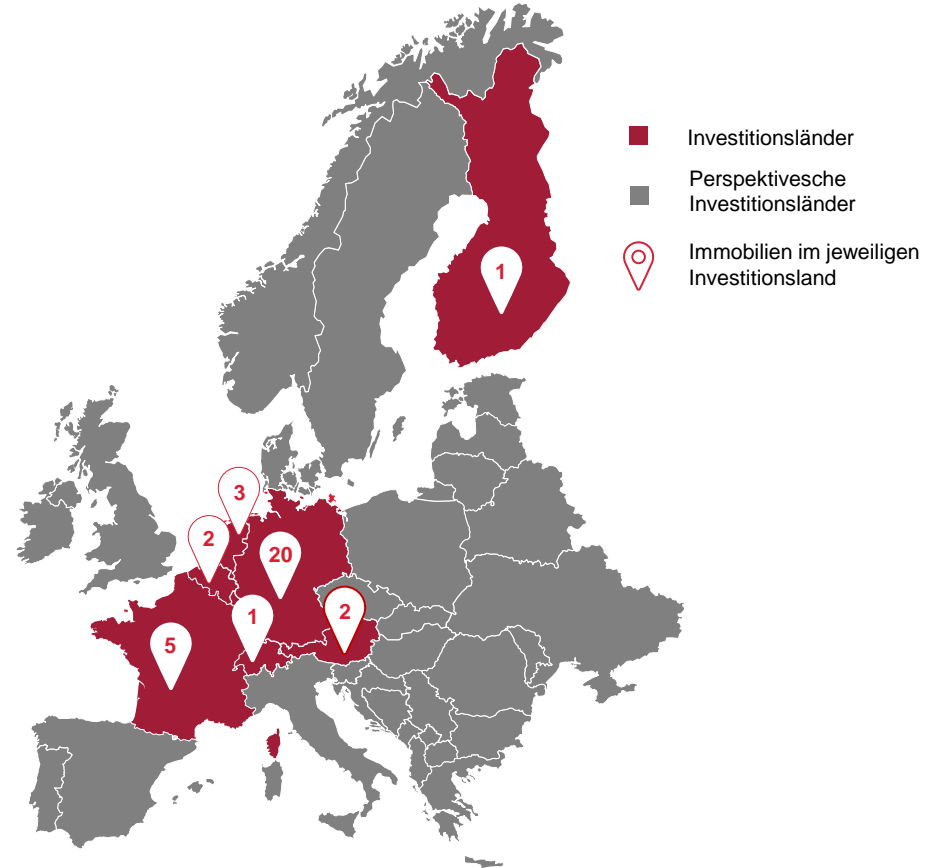 Investitionsländer
Perspektivesche
Investitionsländer
Immobilien im jeweiligen
Investitionsland
1
3
2
20
1
2
5